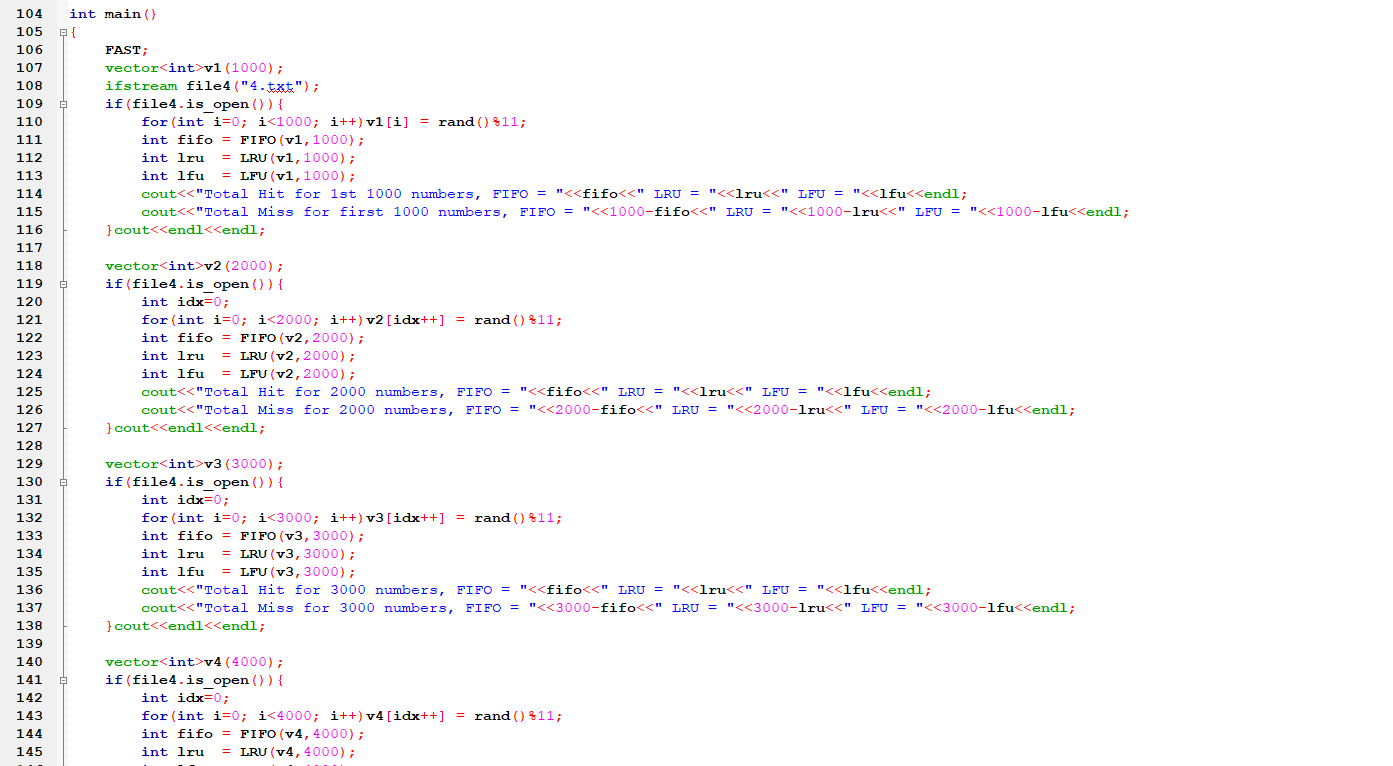 104 int main()
105 {
106 FAST;
107 vector<int>v1(1000);
108 ifstream file4("4.txt");
109 if(file4.is_open()){
110 for(int i=0; i<1000; i++)v1[i] = rand()%11;
111 int fifo = FIFO(v1,1000);
112 int lru  = LRU(v1,1000);
113 int lfu  = LFU(v1,1000);
114 cout<<"Total Hit for 1st 1000 numbers, FIFO = "<<fifo<<" LRU = "<<lru<<" LFU = "<<lfu<<endl;
115 cout<<"Total Miss for first 1000 numbers, FIFO = "<<1000-fifo<<" LRU = "<<1000-lru<<" LFU = "<<1000-lfu<<endl;
116 }cout<<endl<<endl;
117
118 vector<int>v2(2000);
119 if(file4.is_open()){
120 int idx=0;
121 for(int i=0; i<2000; i++)v2[idx++] = rand()%11;
122 int fifo = FIFO(v2,2000);
123 int lru  = LRU(v2,2000);
124 int lfu  = LFU(v2,2000);
125 cout<<"Total Hit for 2000 numbers, FIFO = "<<fifo<<" LRU = "<<lru<<" LFU = "<<lfu<<endl;
126 cout<<"Total Miss for 2000 numbers, FIFO = "<<2000-fifo<<" LRU = "<<2000-lru<<" LFU = "<<2000-lfu<<endl;
127 }cout<<endl<<endl;
128
129 vector<int>v3(3000);
130 if(file4.is_open()){
131 int idx=0;
132 for(int i=0; i<3000; i++)v3[idx++] = rand()%11;
133 int fifo = FIFO(v3,3000);
134 int lru  = LRU(v3,3000);
135 int lfu  = LFU(v3,3000);
136 cout<<"Total Hit for 3000 numbers, FIFO = "<<fifo<<" LRU = "<<lru<<" LFU = "<<lfu<<endl;
137 cout<<"Total Miss for 3000 numbers, FIFO = "<<3000-fifo<<" LRU = "<<3000-lru<<" LFU = "<<3000-lfu<<endl;
138 }cout<<endl<<endl;
139
140 vector<int>v4(4000);
141 if(file4.is_open()){
142 int idx=0;
143 for(int i=0; i<4000; i++)v4[idx++] = rand()%11;
144 int fifo = FIFO(v4,4000);
145 int lru  = LRU(v4,4000);